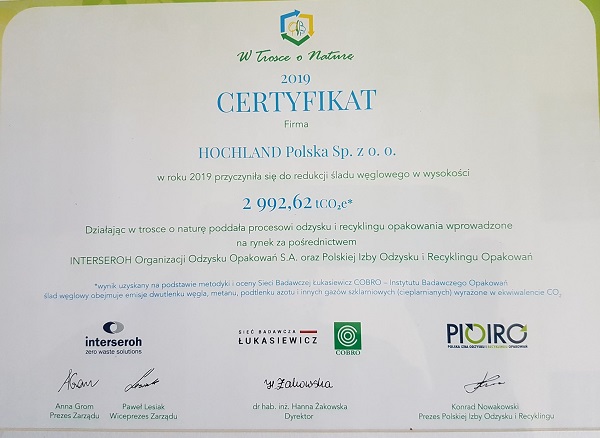 W Trosce o Naturę
2019
CERTYFIKAT
Firma
HOCHLAND Polska Sp. z o. o.
w roku 2019 przyczyniła się do redukcji śladu węglowego w wysokości
2 992,62 tCO₂e*
Działając w trosce o naturę poddała procesowi odzysku i recyklingu opakowania wprowadzone
na rynek za pośrednictwem
INTERSEROH Organizacji Odzysku Opakowań S.A. oraz Polskiej Izby Odzysku i Recyklingu Opakowań
*wynik uzyskany na podstawie metodyki i oceny Sieci Badawczej Łukasiewicz COBRO – Instytutu Badawczego Opakowań
ślad węglowy obejmuje emisje dwutlenku węgla, metanu, podtlenku azotu i innych gazów szklarniowych (cieplarnianych) wyrażone w ekwiwalencie CO₂
interseroh
zero waste solutions
SIEĆ BADAWCZA
ŁUKASIEWICZ
COBRO
PIOIRO
POLSKA IZBA ODZYSKU I RECYKLINGU OPAKOWAŃ
H. Żakowska
Anna Grom
Prezes Zarządu
Paweł Lesiak
Wiceprezes Zarządu
dr hab. inż. Hanna Żakowska
Dyrektor
Konrad Nowakowski
Prezes Polskiej Izby Odzysku i Recyklingu